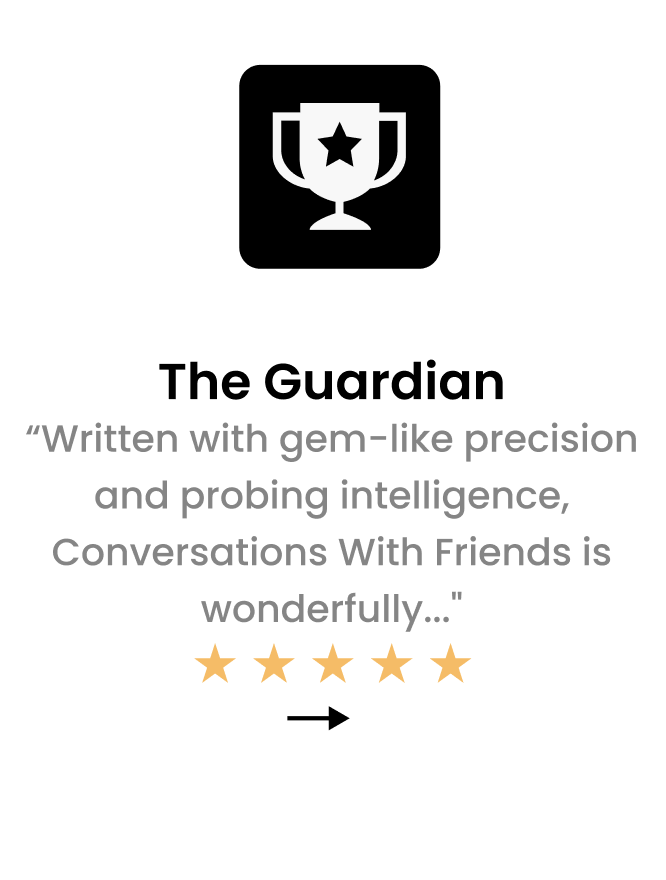 The Guardian
“Written with gem-like precision
and probing intelligence,
Conversations With Friends is
wonderfully..."